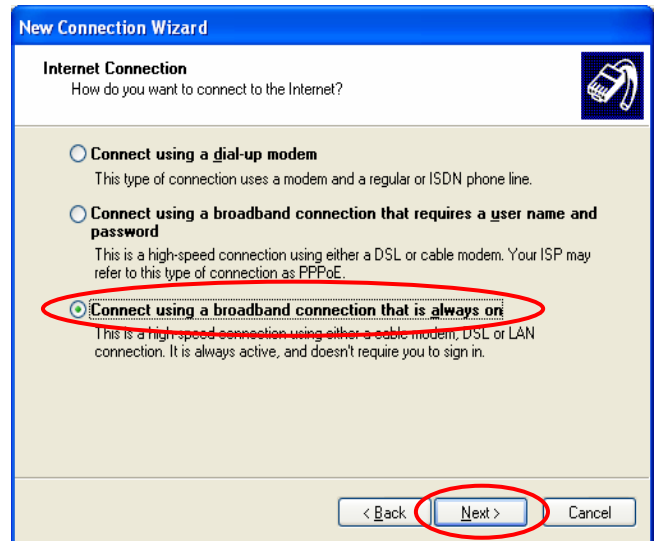 New Connection Wizard
Internet Connection
How do you want to connect to the Internet?
Connect using a dial-up modem
This type of connection uses a modem and a regular or ISDN phone line.
Connect using a broadband connection that requires a user name and
password
This is a high-speed connection using either a DSL or cable modem. Your ISP may
refer to this type of connection as PPPoE.
Connect using a broadband connection that is always on
This is a high-speed connection using either a cable modem, DSL or LAN
connection. It is always active, and doesn't require you to sign in.
< Back
Next >
Cancel